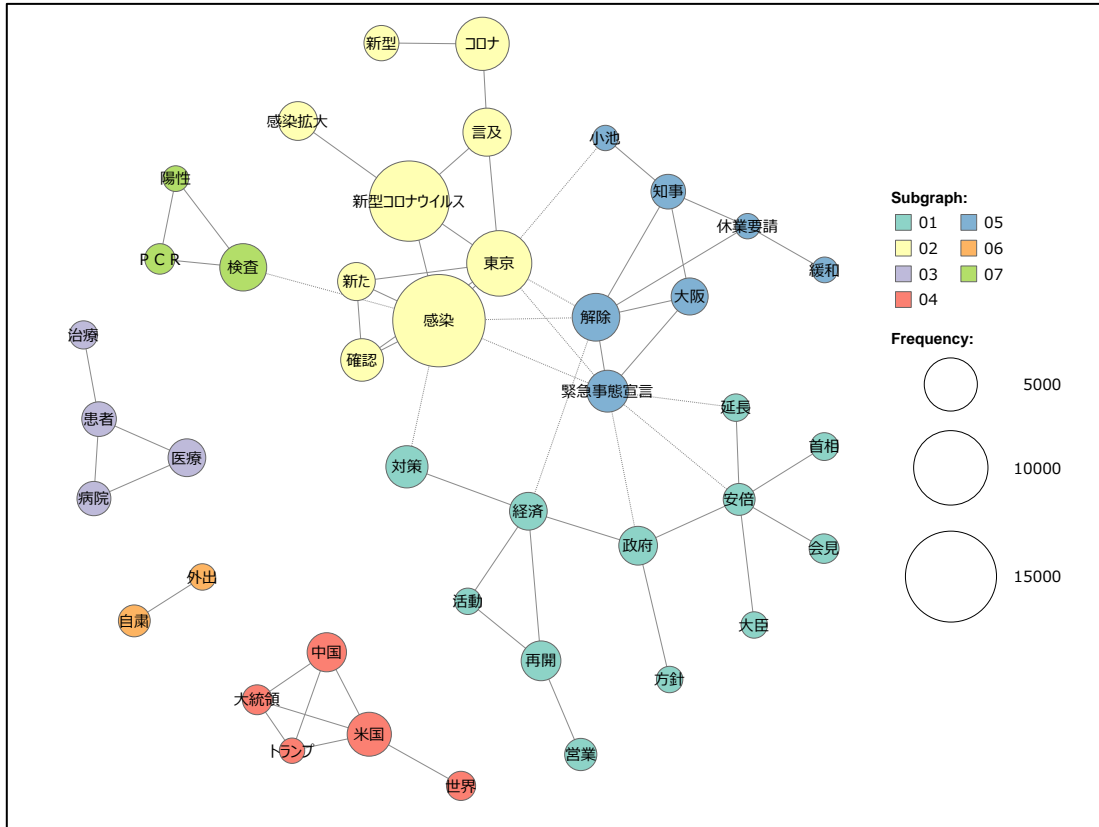 新型
コロナ
感染拡大
言及
小池
陽性
新型コロナウイルス
知事
休業要請
ＰＣＲ
検査
東京
緩和
新た
大阪
感染
解除
確認
治療
緊急事態宣言
延長
患者
医療
対策
首相
病院
経済
安倍
政府
会見
外出
活動
自粛
大臣
中国
再開
方針
大統領
米国
トランプ
営業
世界
Subgraph:
01
05
02
06
03
07
04
Frequency:
5000
10000
15000